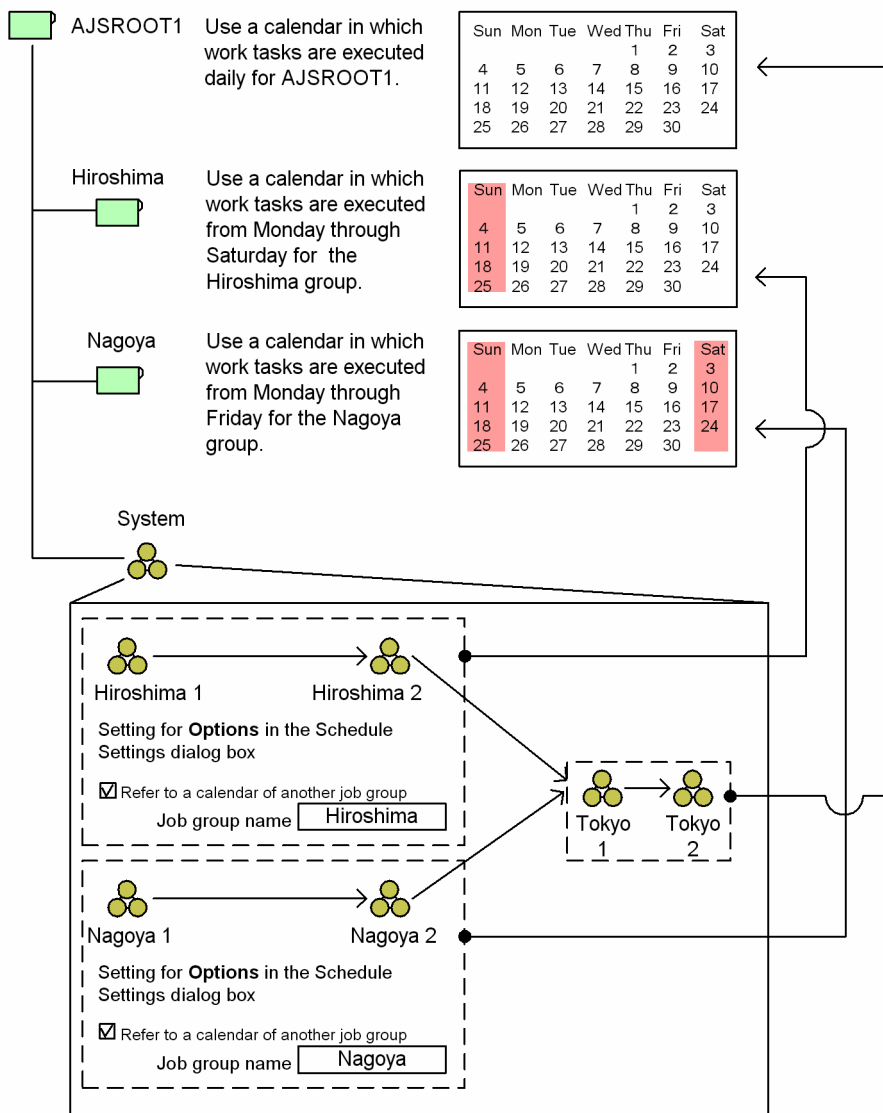 AJSROOT1
Use a calendar in which
work tasks are executed
daily for AJSROOT1.
Sun Mon Tue Wed Thu Fri Sat
1 2 3
4 5 6 7 8 9 10
11 12 13 14 15 16 17
18 19 20 21 22 23 24
25 26 27 28 29 30
Hiroshima
Use a calendar in which
work tasks are executed
from Monday through
Saturday for the
Hiroshima group.
Sun Mon Tue Wed Thu Fri Sat
1 2 3
4 5 6 7 8 9 10
11 12 13 14 15 16 17
18 19 20 21 22 23 24
25 26 27 28 29 30
Nagoya
Use a calendar in which
work tasks are executed
from Monday through
Friday for the Nagoya
group.
Sun Mon Tue Wed Thu Fri Sat
1 2 3
4 5 6 7 8 9 10
11 12 13 14 15 16 17
18 19 20 21 22 23 24
25 26 27 28 29 30
System
Hiroshima 1
Hiroshima 2
Setting for Options in the Schedule
Settings dialog box
Refer to a calendar of another job group
Job group name Hiroshima
Tokyo
1
Tokyo
2
Nagoya 1
Nagoya 2
Setting for Options in the Schedule
Settings dialog box
Refer to a calendar of another job group
Job group name Nagoya